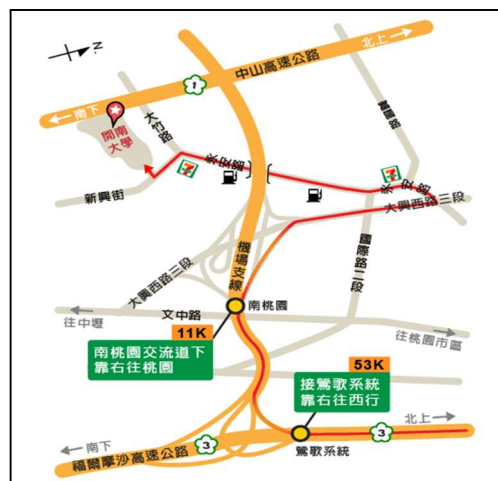 N
北上
中山高速公路
1
南下
開南
大學
大竹路
富國路
7
永安路
7
永安路
新興街
大興西路三段
機場支線
國際路二段
大興西路三段
文中路
南桃園
往中壢
往桃園市區
11K
南桃園交流道下
靠右往桃園
53K
接鶯歌系統
靠右往西行
北上
3
南下
3
福爾摩沙高速公路
鶯歌系統